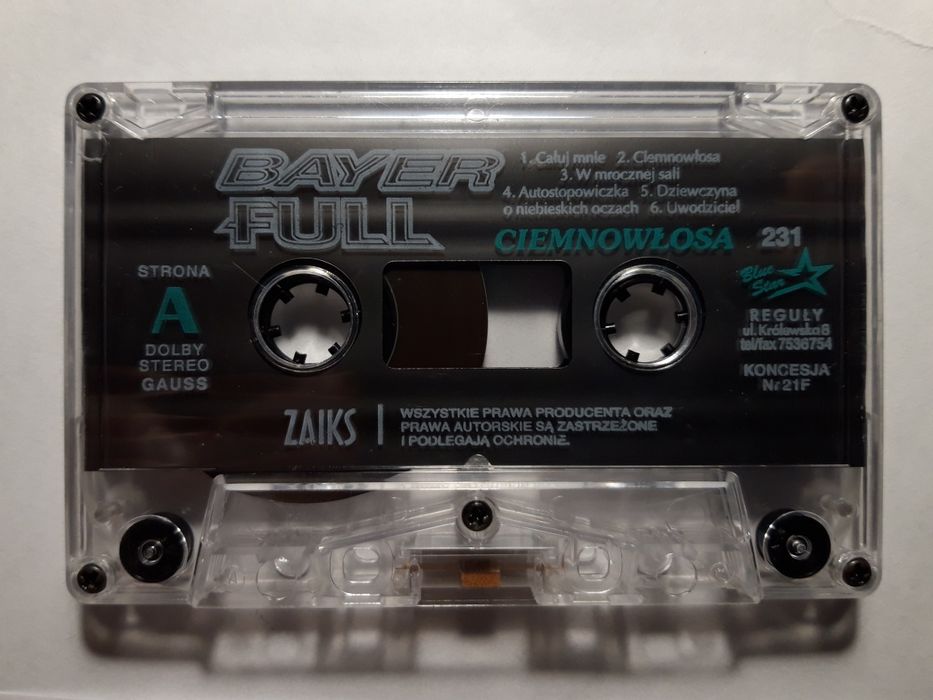 BAYER
FULL
1. Całuj mnie 2. Ciemnowłosa
3. W mrocznej sali
4. Autostopowiczka 5. Dziewczyna
o niebieskich oczach 6. Uwodziciel
CIEMNOWŁOSA 231
Blue
Star
STRONA
A
DOLBY
STEREO
GAUSS
REGUŁY
ul. Królewska 8
tel/fax 7536754
KONCESJA
Nr 21F
ZAIKS
WSZYSTKIE PRAWA PRODUCENTA ORAZ
PRAWA AUTORSKIE SĄ ZASTRZEŻONE
I PODLEGAJĄ OCHRONIE.